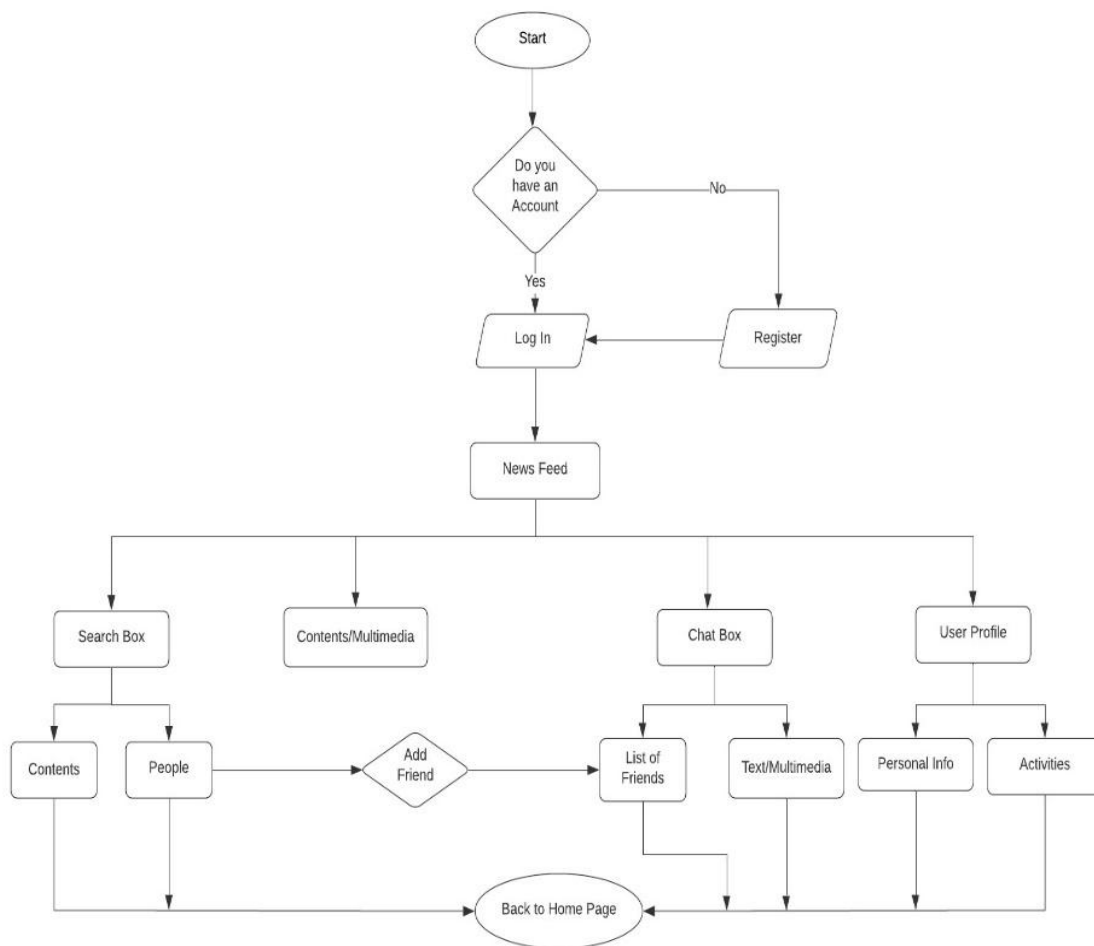 Start
Do you
have an
Account
No
Yes
Log In
Register
News Feed
Search Box
Contents/Multimedia
Chat Box
User Profile
Contents
People
Add
Friend
List of
Friends
Text/Multimedia
Personal Info
Activities
Back to Home Page